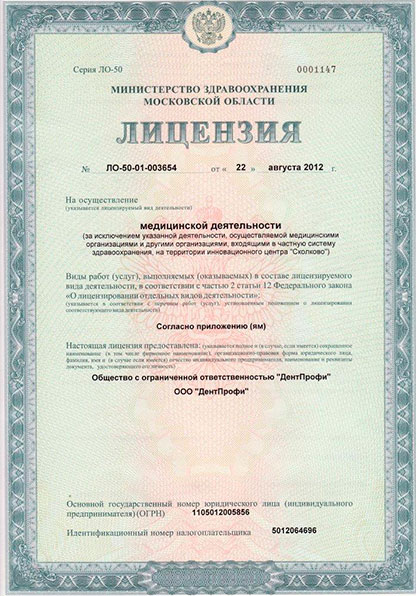 Серия ЛО-50 0001147
МИНИСТЕРСТВО ЗДРАВООХРАНЕНИЯ
МОСКОВСКОЙ ОБЛАСТИ
ЛИЦЕНЗИЯ
№ ЛО-50-01-003654 от « 22 » августа 2012 г.
На осуществление
(указывается лицензируемый вид деятельности)
медицинской деятельности
(за исключением указанной деятельности, осуществляемой медицинскими
организациями и другими организациями, входящими в частную систему
здравоохранения, на территории инновационного центра "Сколково")
Виды работ (услуг), выполняемых (оказываемых) в составе лицензируемого
вида деятельности, в соответствии с частью 2 статьи 12 Федерального закона
«О лицензировании отдельных видов деятельности»:
(указывается в соответствии с перечнем работ (услуг), установленным положением о лицензировании
соответствующего вида деятельности)
Согласно приложению (ям)
Настоящая лицензия предоставлена: (указывается полное и (в случае, если имеется) сокращенное
наименование (в том числе фирменное наименование), организационно-правовая форма юридического лица,
фамилия, имя и (в случае если имеется) отчество индивидуального предпринимателя, наименование и реквизиты
документа, удостоверяющего его личность)
Общество с ограниченной ответственностью "ДентПрофи"
ООО "ДентПрофи"
Основной государственный номер юридического лица (индивидуального
предпринимателя) (ОГРН) 1105012005856
Идентификационный номер налогоплательщика 5012064696